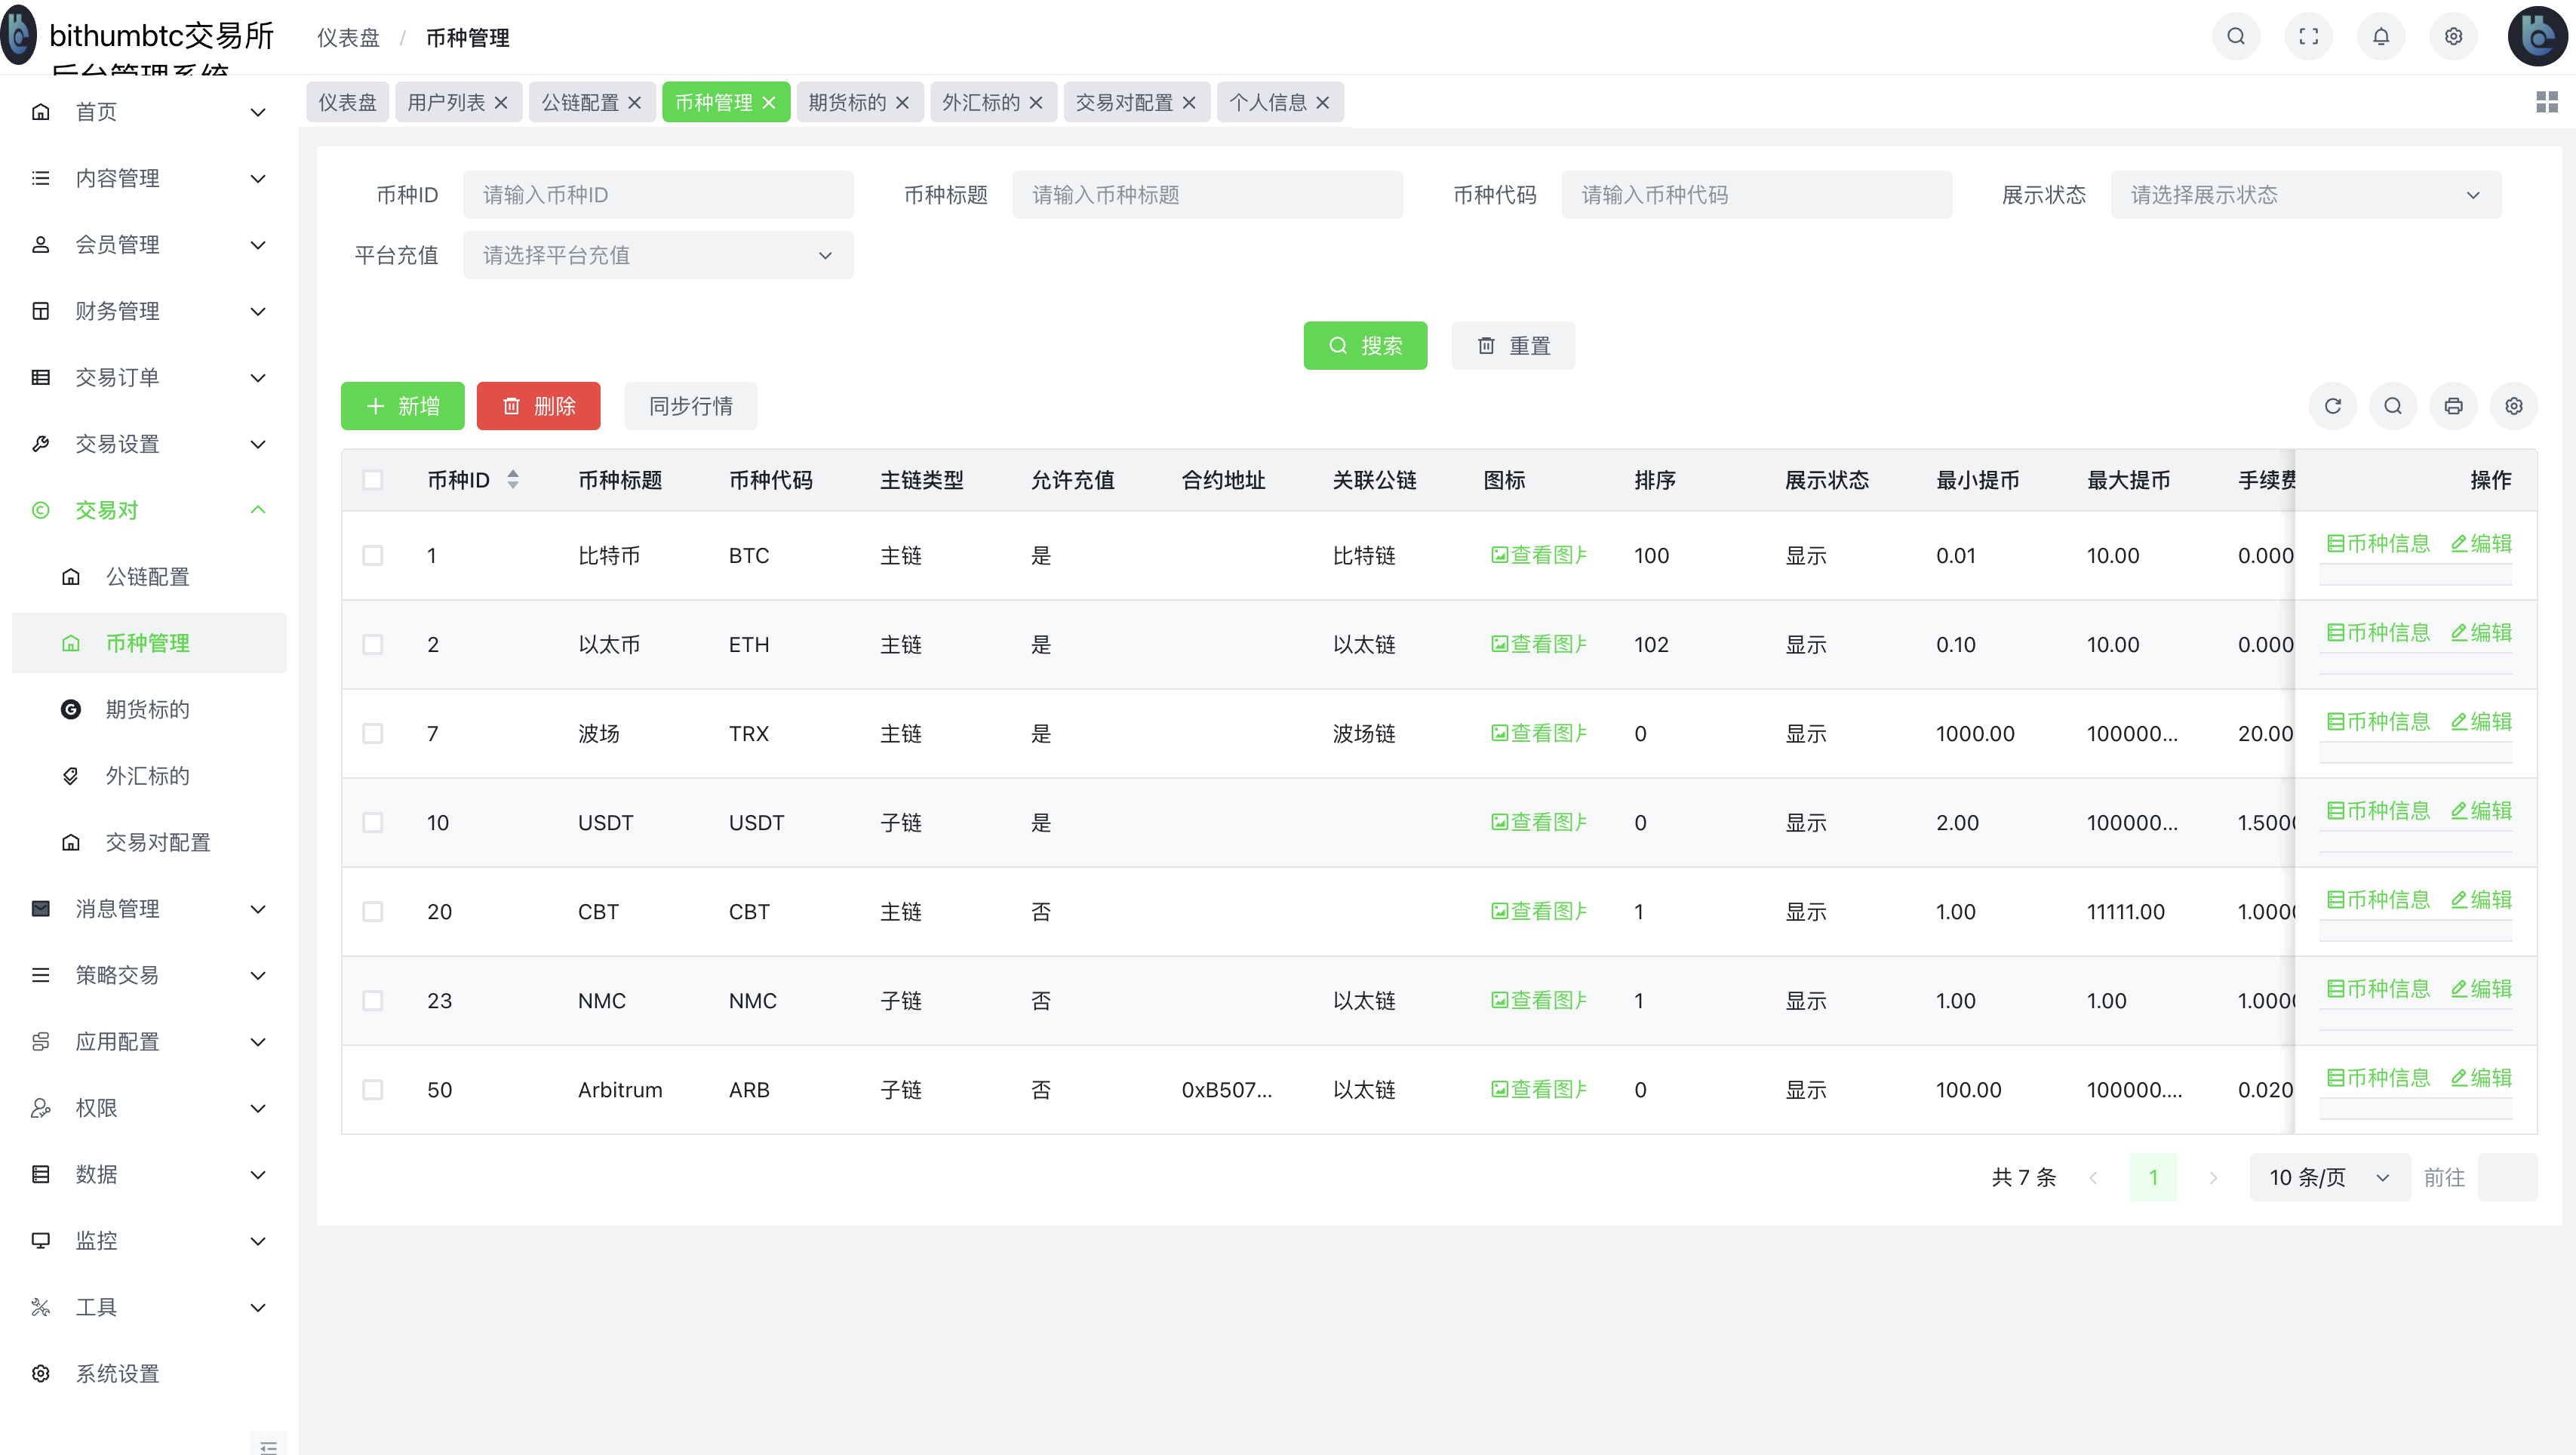 bithumbtc交易所
后台管理系统
仪表盘 / 币种管理
仪表盘 用户列表 公链配置 币种管理 期货标的 外汇标的 交易对配置 个人信息
首页
内容管理
会员管理
财务管理
交易订单
交易设置
交易对
公链配置
币种管理
期货标的
外汇标的
交易对配置
消息管理
策略交易
应用配置
权限
数据
监控
工具
系统设置
币种ID 请输入币种ID 币种标题 请输入币种标题 币种代码 请输入币种代码 展示状态 请选择展示状态
平台充值 请选择平台充值
搜索 重置
新增 删除 同步行情
币种ID 币种标题 币种代码 主链类型 允许充值 合约地址 关联公链 图标 排序 展示状态 最小提币 最大提币 手续费 操作
1 比特币 BTC 主链 是 比特链 查看图片 100 显示 0.01 10.00 0.000 币种信息 编辑
2 以太币 ETH 主链 是 以太链 查看图片 102 显示 0.10 10.00 0.000 币种信息 编辑
7 波场 TRX 主链 是 波场链 查看图片 0 显示 1000.00 100000... 20.00 币种信息 编辑
10 USDT USDT 子链 是 查看图片 0 显示 2.00 100000... 1.500 币种信息 编辑
20 CBT CBT 主链 否 查看图片 1 显示 1.00 11111.00 1.000 币种信息 编辑
23 NMC NMC 子链 否 以太链 查看图片 1 显示 1.00 1.00 1.000 币种信息 编辑
50 Arbitrum ARB 子链 否 0xB507... 以太链 查看图片 0 显示 100.00 100000.... 0.020 币种信息 编辑
共 7 条 1 10 条/页 前往